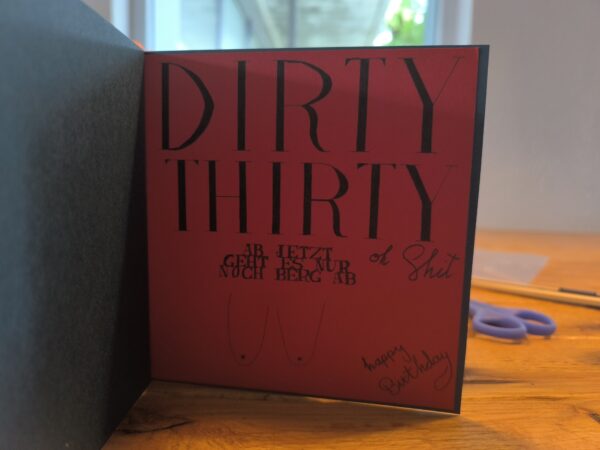 DIRTY
THIRTY
oh Shit
AB JETZT
GEHT ES NUR
NOCH BERG AB
happy
Birthday